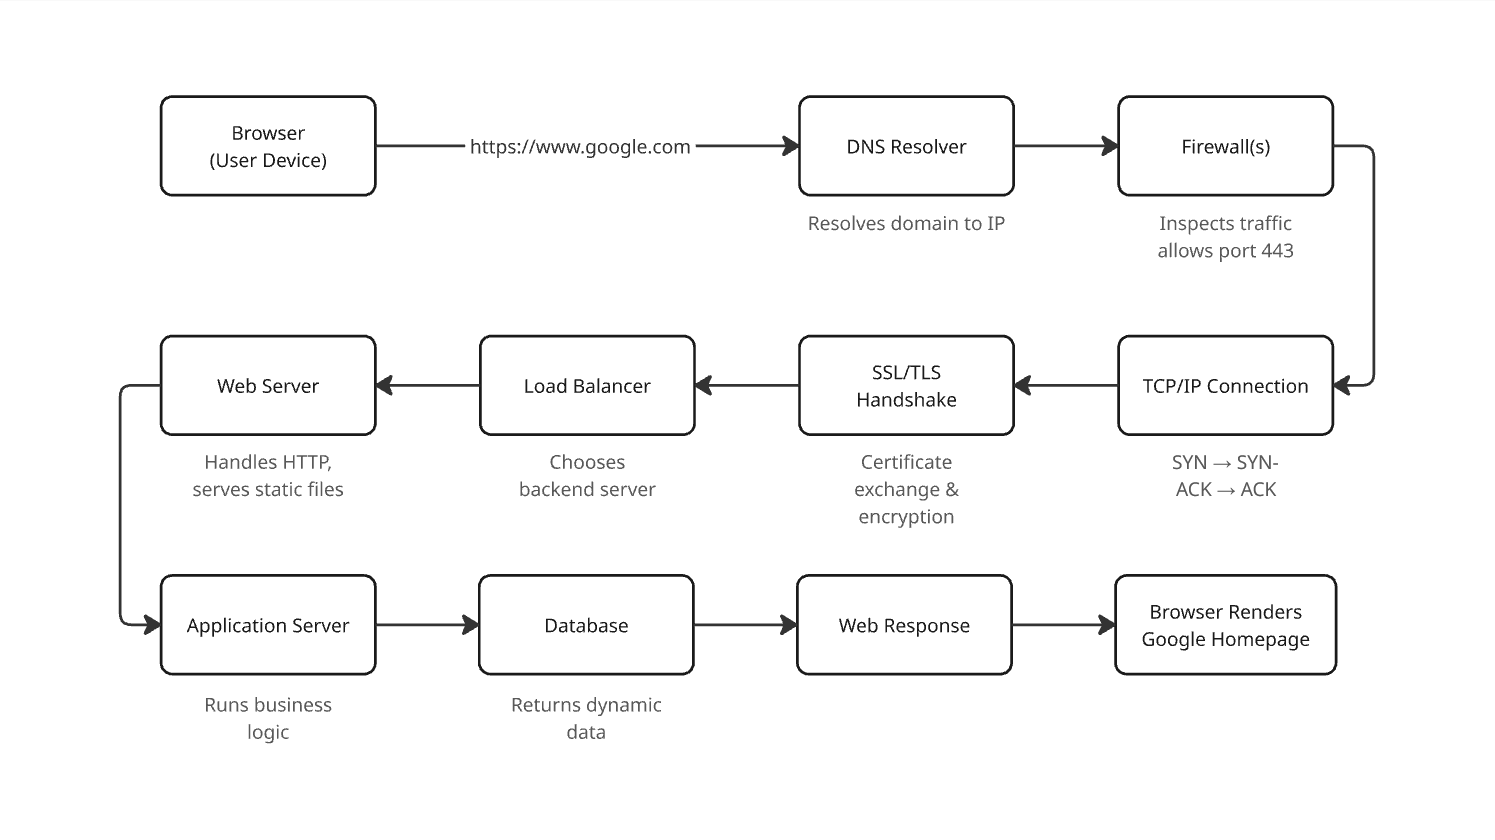 Browser
(User Device)
https://www.google.com
DNS Resolver
Firewall(s)
Resolves domain to IP
Inspects traffic
allows port 443
Web Server
Load Balancer
SSL/TLS
Handshake
TCP/IP Connection
Handles HTTP,
serves static files
Chooses
backend server
Certificate
exchange &
encryption
SYN → SYN-
ACK → ACK
Application Server
Database
Web Response
Browser Renders
Google Homepage
Runs business
logic
Returns dynamic
data